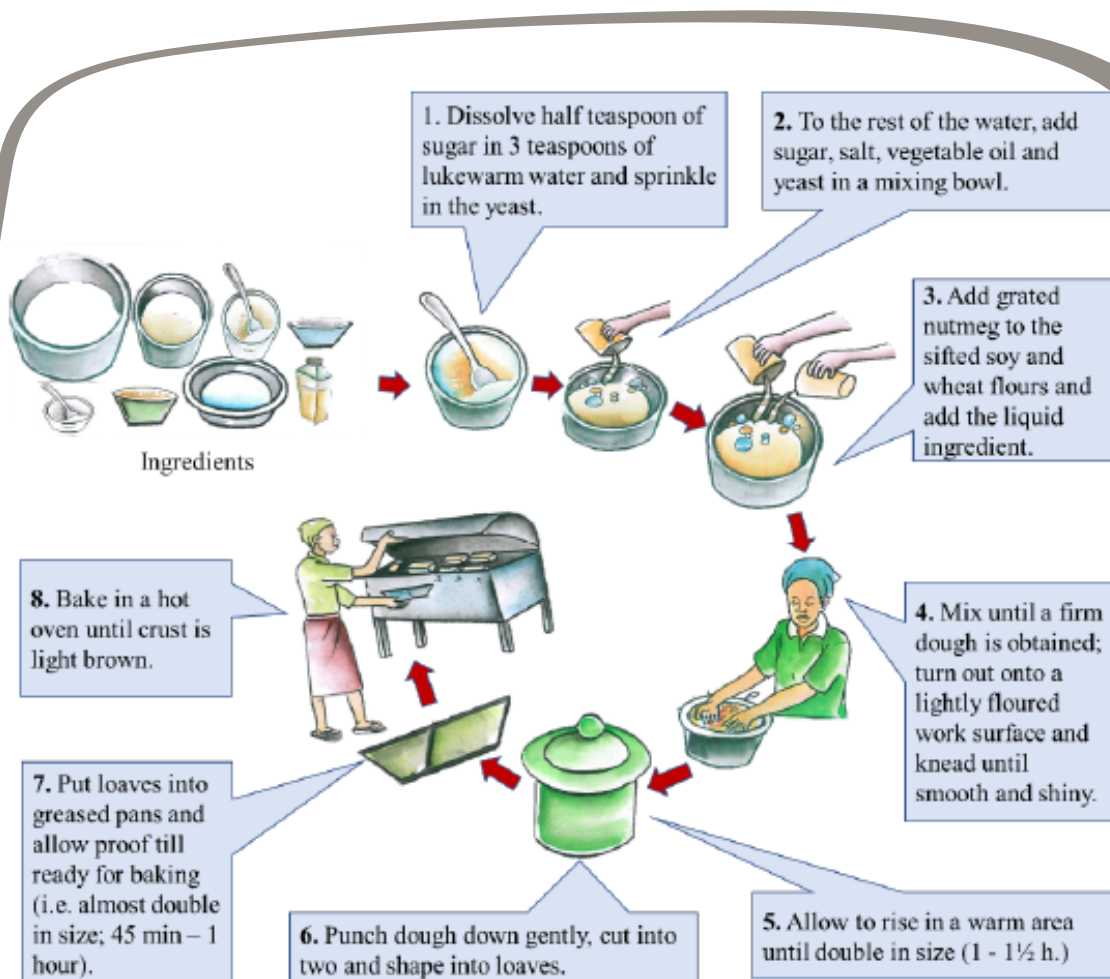 1. Dissolve half teaspoon of
sugar in 3 teaspoons of
lukewarm water and sprinkle
in the yeast.
2. To the rest of the water, add
sugar, salt, vegetable oil and
yeast in a mixing bowl.
3. Add grated
nutmeg to the
sifted soy and
wheat flours and
add the liquid
ingredient.
Ingredients
4. Mix until a firm
dough is obtained;
turn out onto a
lightly floured
work surface and
knead until
smooth and shiny.
5. Allow to rise in a warm area
until double in size (1 - 1½ h.)
6. Punch dough down gently, cut into
two and shape into loaves.
7. Put loaves into
greased pans and
allow proof till
ready for baking
(i.e. almost double
in size; 45 min – 1
hour).
8. Bake in a hot
oven until crust is
light brown.